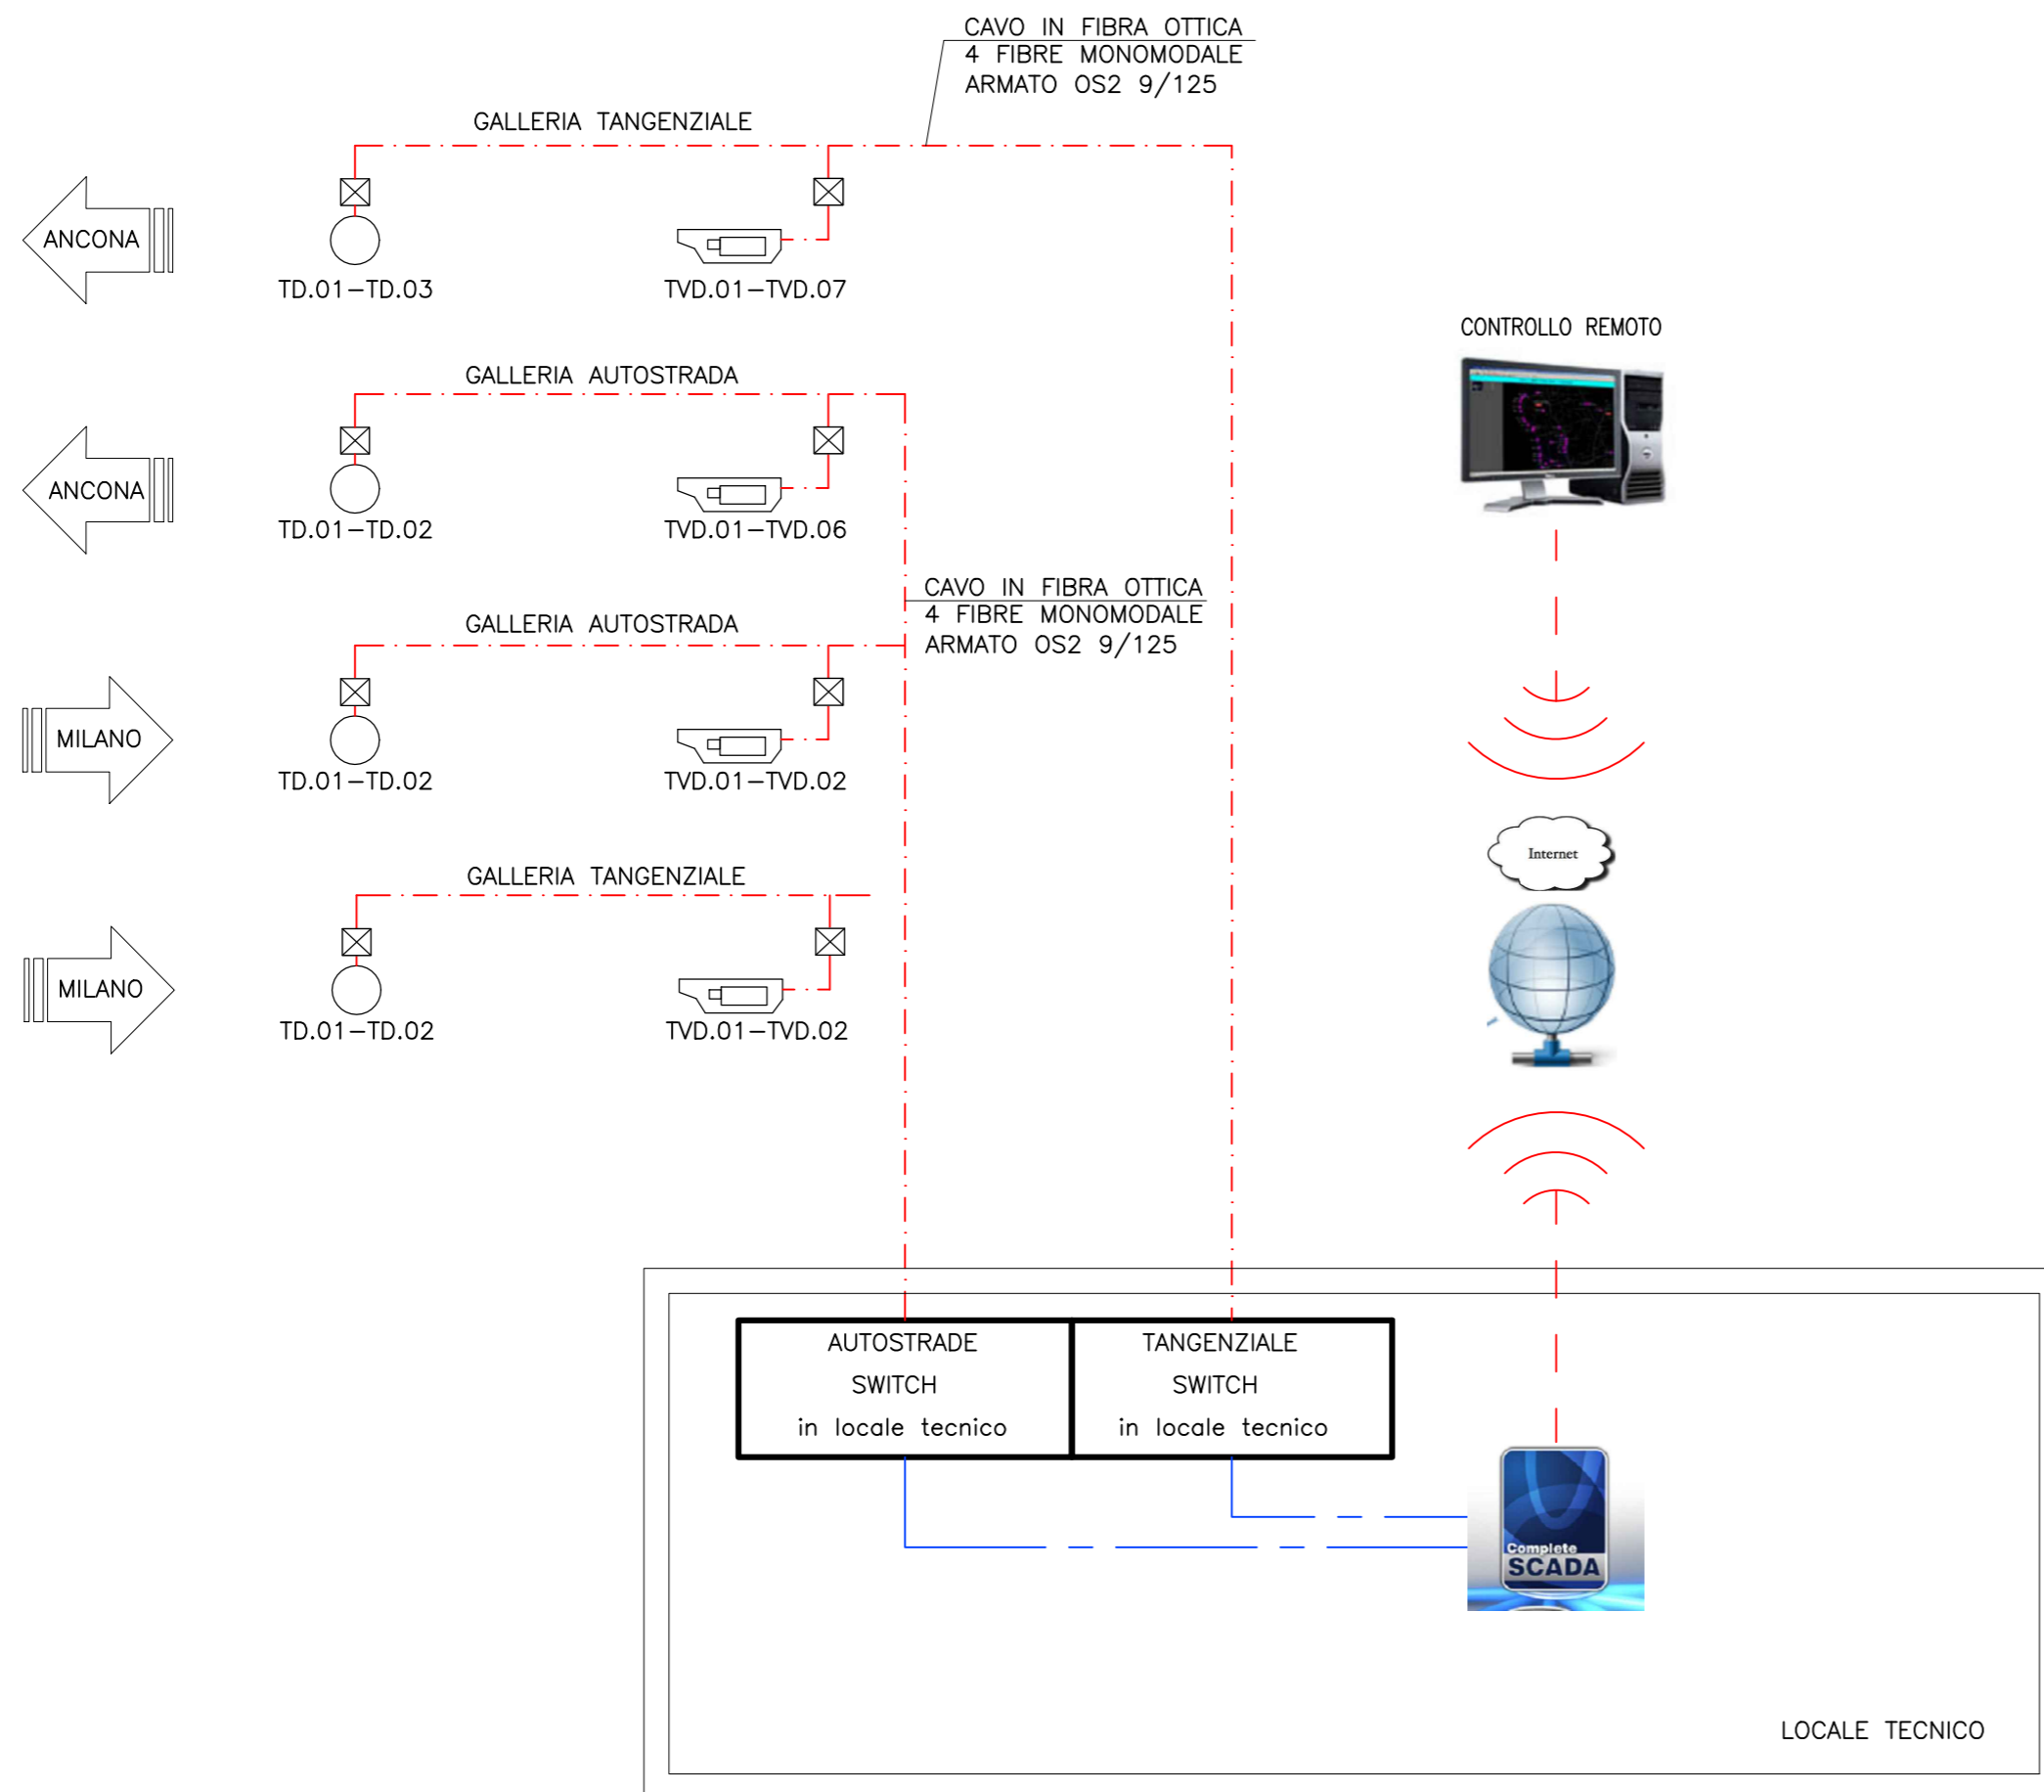 CAVO IN FIBRA OTTICA
4 FIBRE MONOMODALE
ARMATO OS2 9/125
GALLERIA TANGENZIALE
ANCONA
TD.01-TD.03
TVD.01-TVD.07
CONTROLLO REMOTO
GALLERIA AUTOSTRADA
ANCONA
TD.01-TD.02
TVD.01-TVD.06
CAVO IN FIBRA OTTICA
4 FIBRE MONOMODALE
ARMATO OS2 9/125
GALLERIA AUTOSTRADA
MILANO
TD.01-TD.02
TVD.01-TVD.02
Internet
GALLERIA TANGENZIALE
MILANO
TD.01-TD.02
TVD.01-TVD.02
AUTOSTRADE
SWITCH
in locale tecnico
TANGENZIALE
SWITCH
in locale tecnico
Complete
SCADA
LOCALE TECNICO